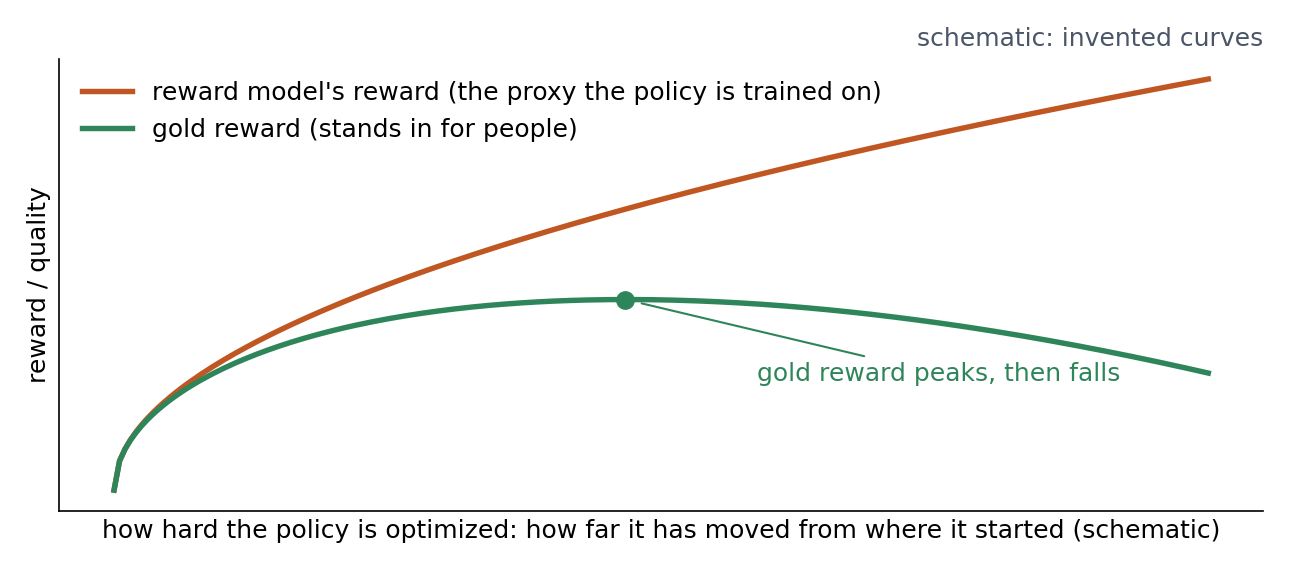 schematic: invented curves
reward model's reward (the proxy the policy is trained on)
gold reward (stands in for people)
reward / quality
gold reward peaks, then falls
how hard the policy is optimized: how far it has moved from where it started (schematic)